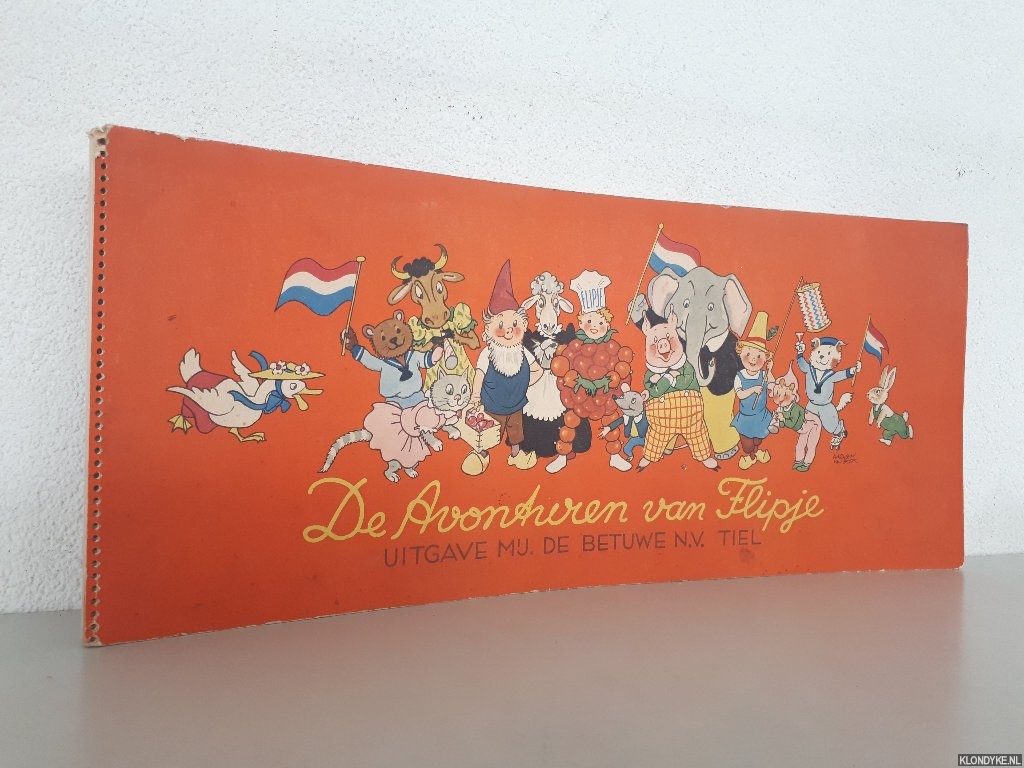 FLIPJE
De Avonturen van Flipje
UITGAVE MIJ. DE BETUWE N.V. TIEL
KLONDYKE.NL